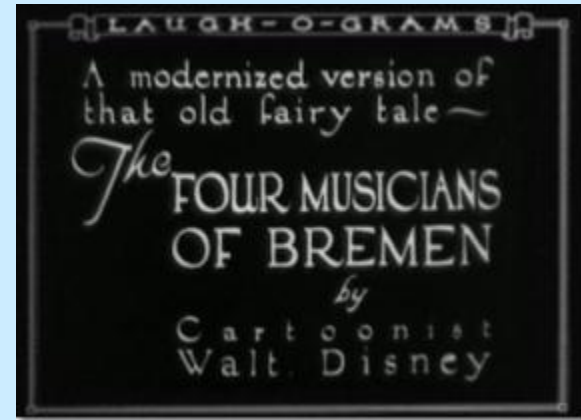 LAUGH-O-GRAMS
A modernized version of
that old fairy tale—
The FOUR MUSICIANS
OF BREMEN
by
Cartoonist
Walt. Disney